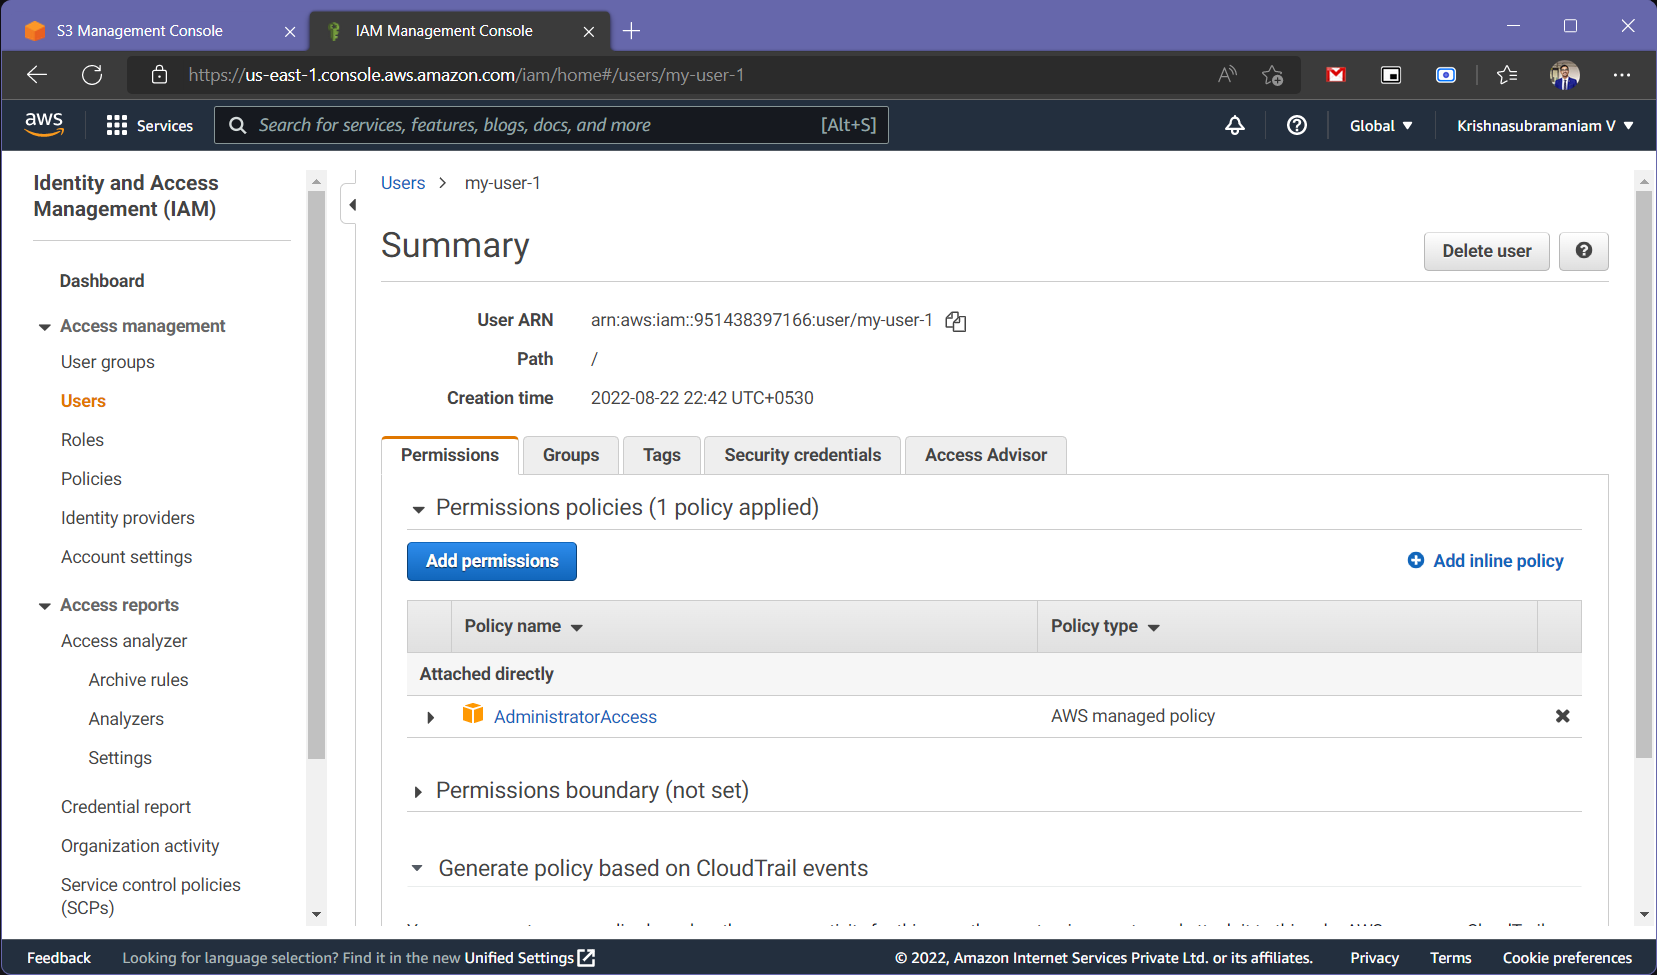 S3 Management Console
IAM Management Console
https://us-east-1.console.aws.amazon.com/iam/home#/users/my-user-1
aws
Services
Search for services, features, blogs, docs, and more
[Alt+S]
Global
Krishnasubramaniam V
Identity and Access
Management (IAM)
Dashboard
Access management
User groups
Users
Roles
Policies
Identity providers
Account settings
Access reports
Access analyzer
Archive rules
Analyzers
Settings
Credential report
Organization activity
Service control policies
(SCPs)
Users > my-user-1
Summary
Delete user
User ARN arn:aws:iam::951438397166:user/my-user-1
Path /
Creation time 2022-08-22 22:42 UTC+0530
Permissions Groups Tags Security credentials Access Advisor
Permissions policies (1 policy applied)
Add permissions
Add inline policy
Policy name Policy type
Attached directly
AdministratorAccess AWS managed policy
Permissions boundary (not set)
Generate policy based on CloudTrail events
Feedback
Looking for language selection? Find it in the new Unified Settings
© 2022, Amazon Internet Services Private Ltd. or its affiliates.
Privacy
Terms
Cookie preferences